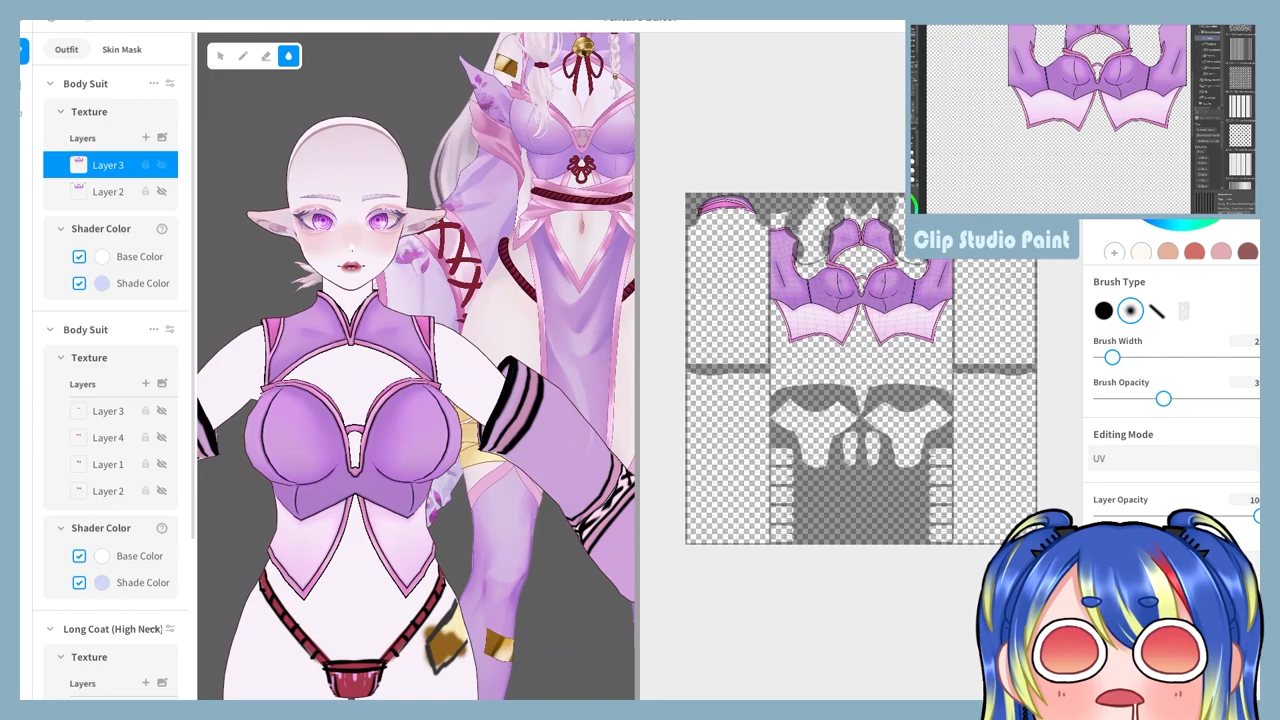 Outfit
Skin Mask
Body Suit
Texture
Layers
Layer 3
Layer 2
Shader Color
Base Color
Shade Color
Body Suit
Texture
Layers
Layer 3
Layer 4
Layer 1
Layer 2
Shader Color
Base Color
Shade Color
Long Coat (High Neck)
Texture
Layers
Clip Studio Paint
Brush Type
Brush Width
Brush Opacity
Editing Mode
UV
Layer Opacity